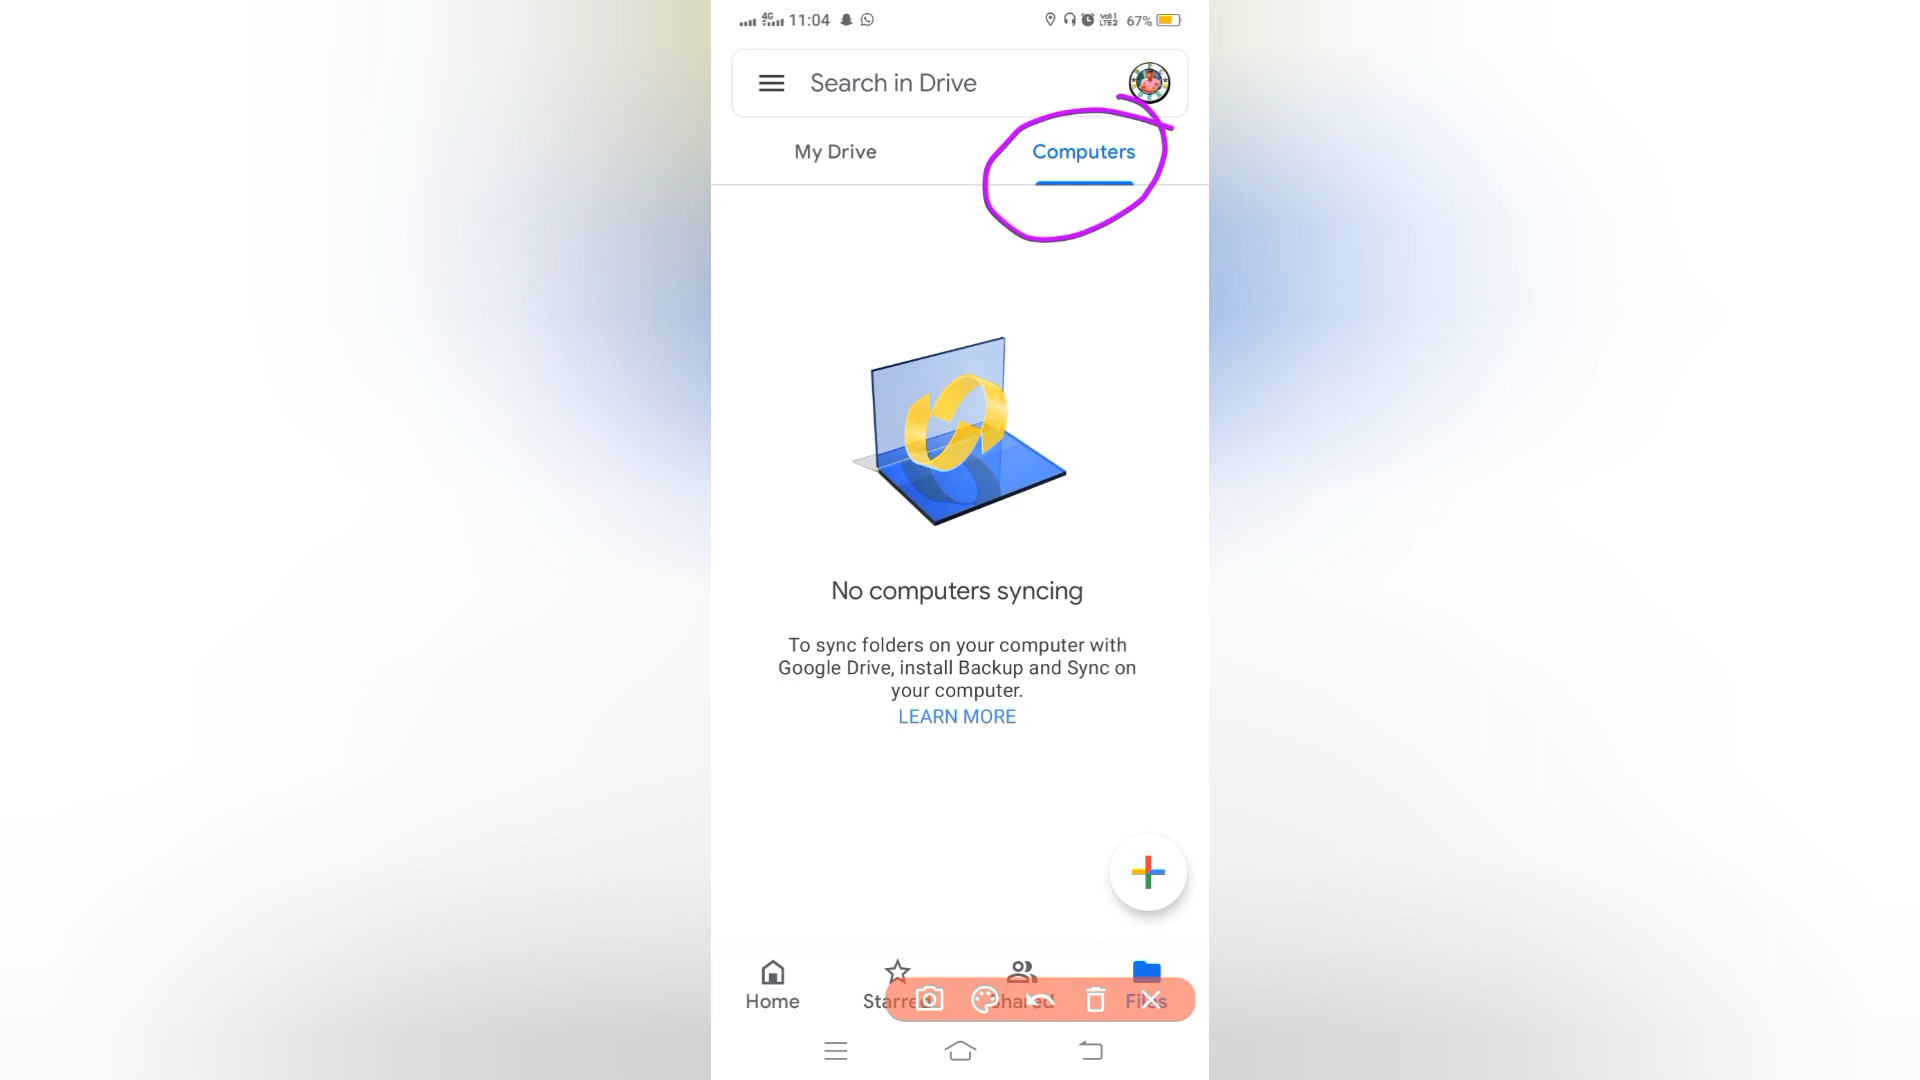 4G 11:04 67%
Search in Drive
My Drive Computers
No computers syncing
To sync folders on your computer with
Google Drive, install Backup and Sync on
your computer.
LEARN MORE
Home Starred Shared Files